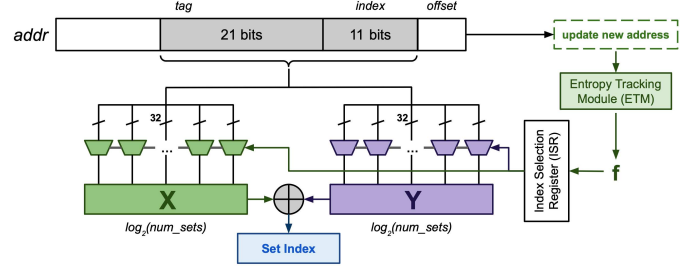 tag index offset
addr 21 bits 11 bits update new address
Entropy Tracking
Module (ETM)
32 32
... ...
Index Selection
Register (ISR)
f
X Y
log2(num_sets) log2(num_sets)
Set Index